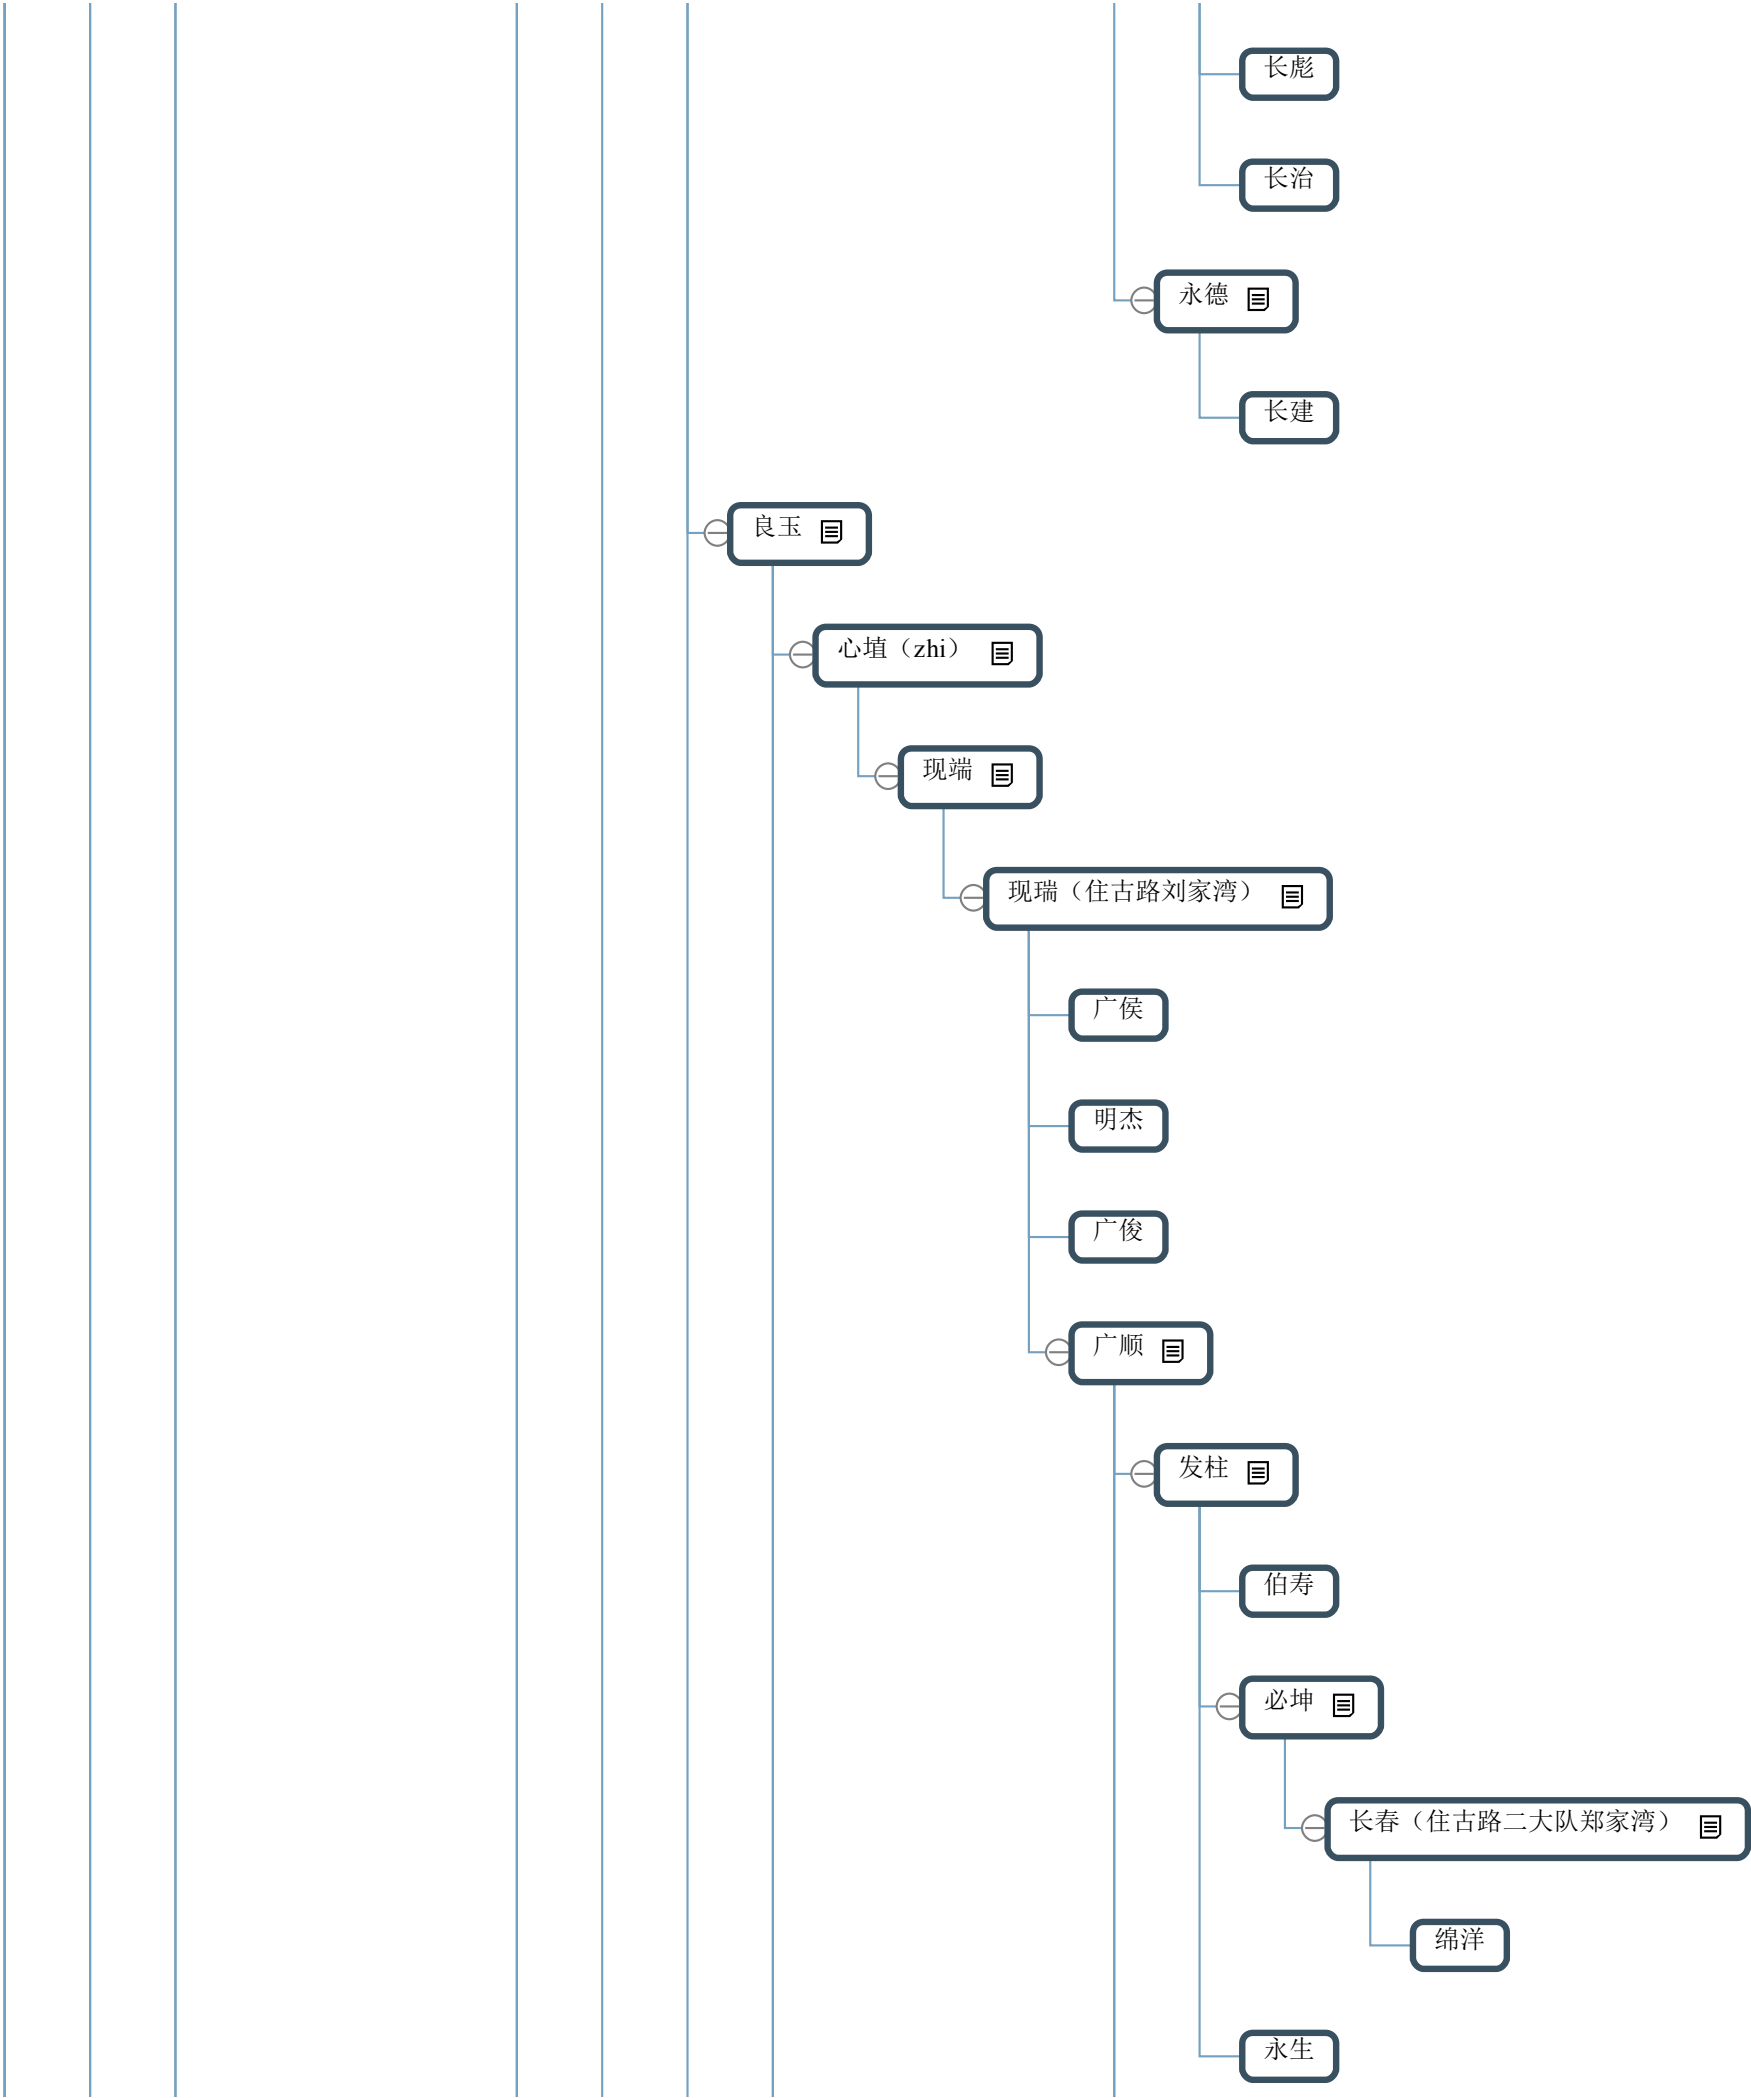 长彪
长治
永德
长建
良玉
心埴（zhi）
现端
现瑞（住古路刘家湾）
广侯
明杰
广俊
广顺
发柱
伯寿
必坤
长春（住古路二大队郑家湾）
绵洋
永生